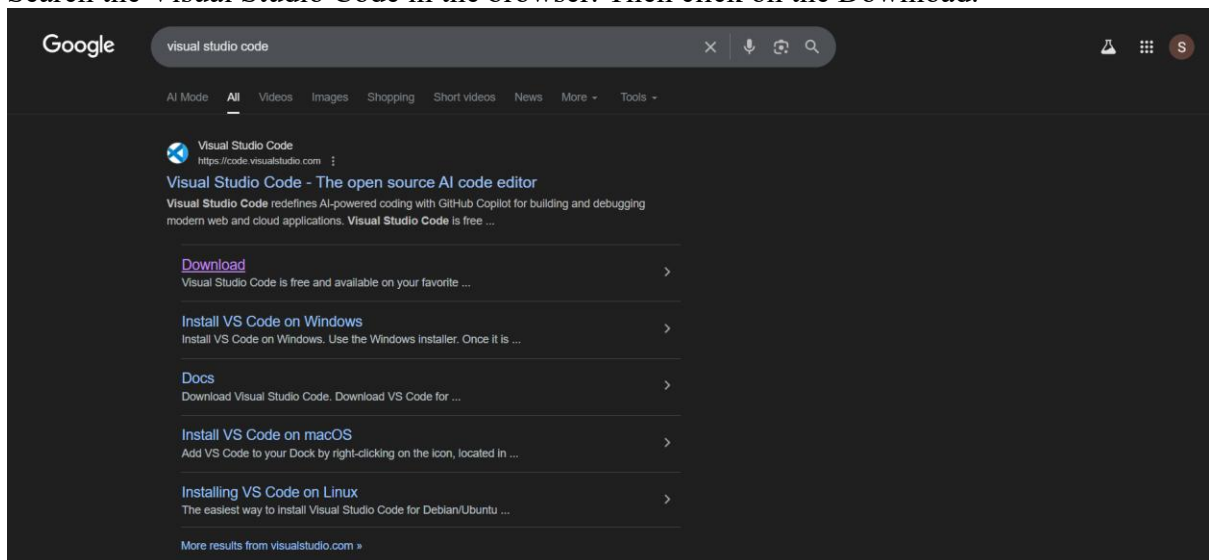 Search the Visual Studio Code in the browser. Then click on the Download.
Google
visual studio code
S
AI Mode All Videos Images Shopping Short videos News More Tools
Visual Studio Code
https://code.visualstudio.com
Visual Studio Code - The open source AI code editor
Visual Studio Code redefines AI-powered coding with GitHub Copilot for building and debugging
modern web and cloud applications. Visual Studio Code is free ...
Download
Visual Studio Code is free and available on your favorite ...
Install VS Code on Windows
Install VS Code on Windows. Use the Windows installer. Once it is ...
Docs
Download Visual Studio Code. Download VS Code for ...
Install VS Code on macOS
Add VS Code to your Dock by right-clicking on the icon, located in ...
Installing VS Code on Linux
The easiest way to install Visual Studio Code for Debian/Ubuntu ...
More results from visualstudio.com »